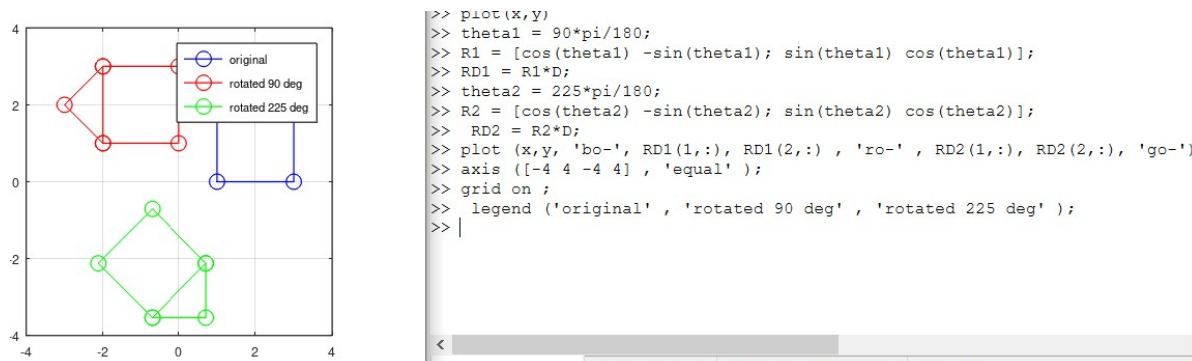 4
2
0
-2
-4
-4
-2
0
2
4
original
rotated 90 deg
rotated 225 deg
>> plot(x,y)
>> theta1 = 90*pi/180;
>> R1 = [cos(theta1) -sin(theta1); sin(theta1) cos(theta1)];
>> RD1 = R1*D;
>> theta2 = 225*pi/180;
>> R2 = [cos(theta2) -sin(theta2); sin(theta2) cos(theta2)];
>>  RD2 = R2*D;
>> plot (x,y, 'bo-', RD1(1,:), RD1(2,:) , 'ro-' , RD2(1,:), RD2(2,:), 'go-')
>> axis ([-4 4 -4 4] , 'equal' );
>> grid on ;
>>  legend ('original' , 'rotated 90 deg' , 'rotated 225 deg' );
>>